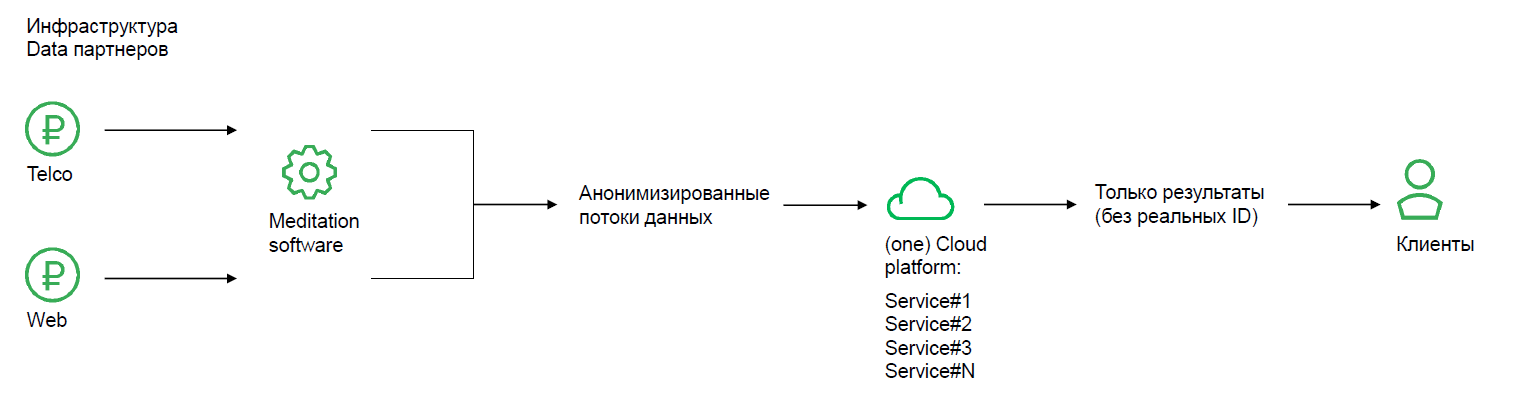 Инфраструктура
Data партнеров
Telco
Web
Meditation
software
Анонимизированные
потоки данных
(one) Cloud
platform:
Service#1
Service#2
Service#3
Service#N
Только результаты
(без реальных ID)
Клиенты